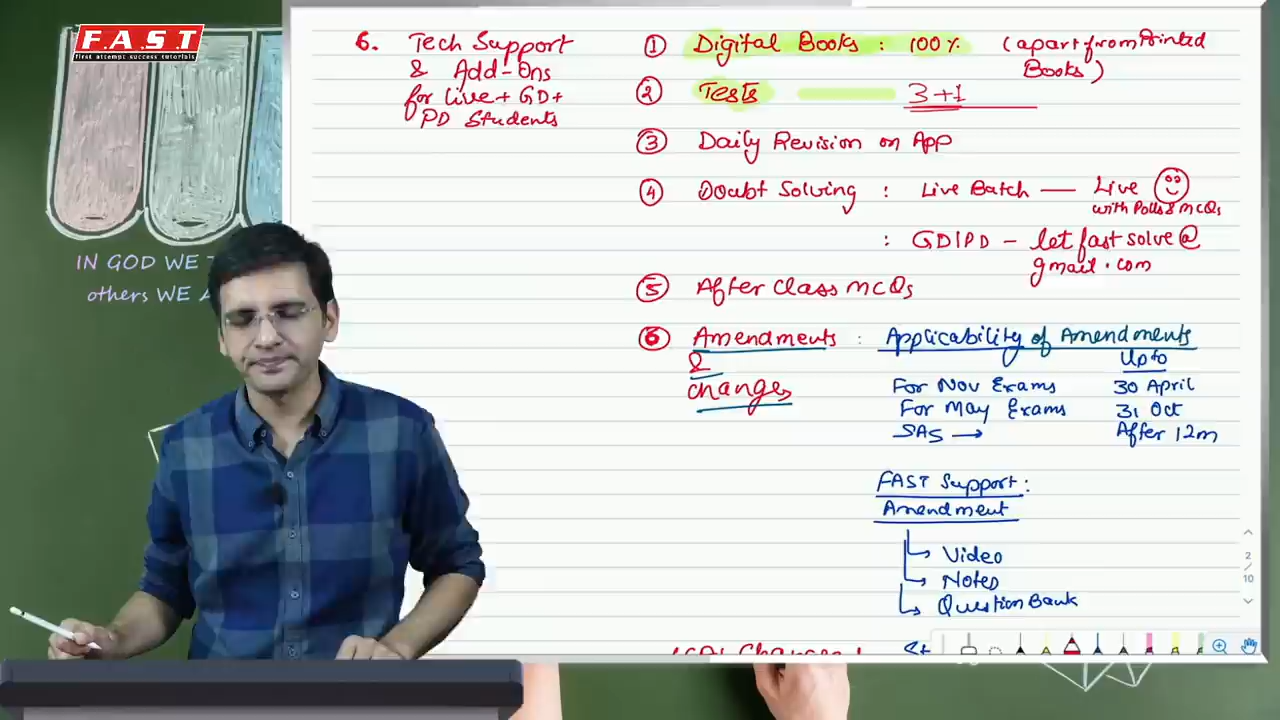 F.A.S.T
first attempt success tutorials
IN GOD WE
others WE
6. Tech Support
& Add-Ons
for Live + GD +
PD Students
① Digital Books : 100% (apart from Printed
Books)
② Tests 3+1
③ Daily Revision on App
④ Doubt Solving : Live Batch — Live
with Polls & MCQs
: GD/PD – letfastsolve@
gmail.com
⑤ After Class MCQs
⑥ Amendments : Applicability of Amendments
& Upto
changes For Nov Exams 30 April
For May Exams 31 Oct
SAS → After 12m
FAST Support :
Amendment
Video
Notes
Question Bank
2
/
10